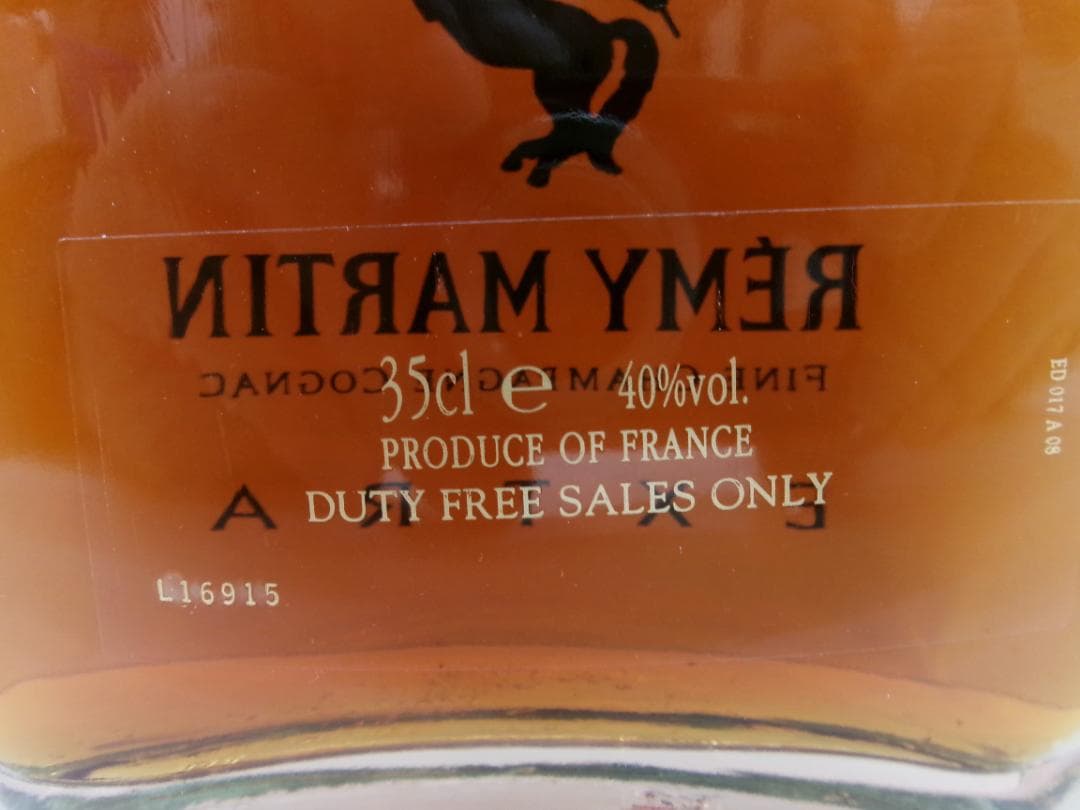 RÉMY MARTIN
FINE CHAMPAGNE COGNAC
35cl e 40%vol.
PRODUCE OF FRANCE
EXTRA
DUTY FREE SALES ONLY
L16915
ED 017 A 08